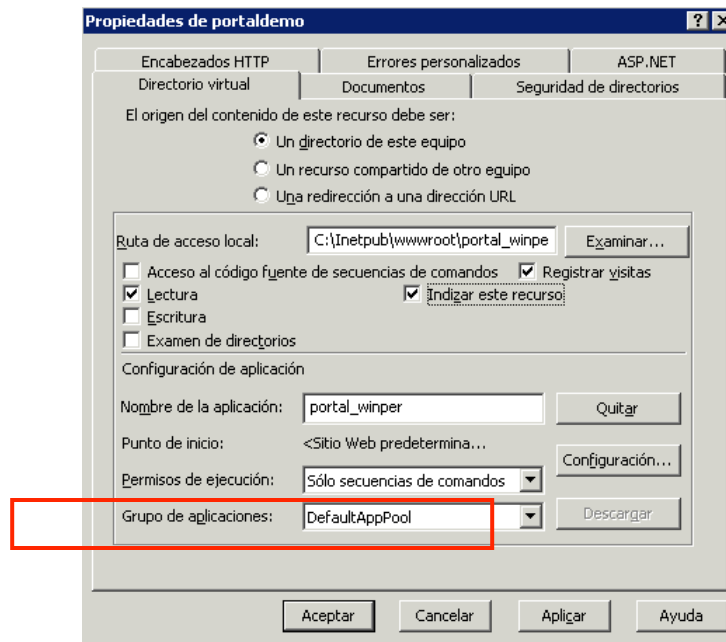 Propiedades de portaldemo
Encabezados HTTP Errores personalizados ASP.NET
Directorio virtual Documentos Seguridad de directorios
El origen del contenido de este recurso debe ser:
Un directorio de este equipo
Un recurso compartido de otro equipo
Una redirección a una dirección URL
Ruta de acceso local: C:\Inetpub\wwwroot\portal_winpe Examinar...
Acceso al código fuente de secuencias de comandos Registrar visitas
Lectura Indizar este recurso
Escritura
Examen de directorios
Configuración de aplicación
Nombre de la aplicación: portal_winper Quitar
Punto de inicio: <Sitio Web predetermina...
Configuración...
Permisos de ejecución: Sólo secuencias de comandos
Grupo de aplicaciones: DefaultAppPool Descargar
Aceptar Cancelar Aplicar Ayuda